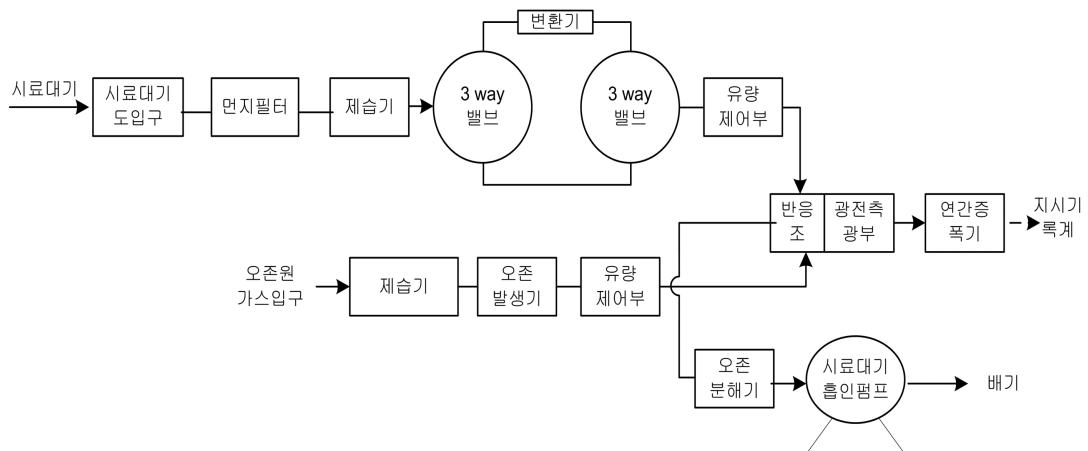 변환기
시료대기
시료대기
도입구
먼지필터
제습기
3 way
밸브
3 way
밸브
유량
제어부
반응
조
광전측
광부
연간증
폭기
지시기
록계
오존원
가스입구
제습기
오존
발생기
유량
제어부
오존
분해기
시료대기
흡인펌프
배기